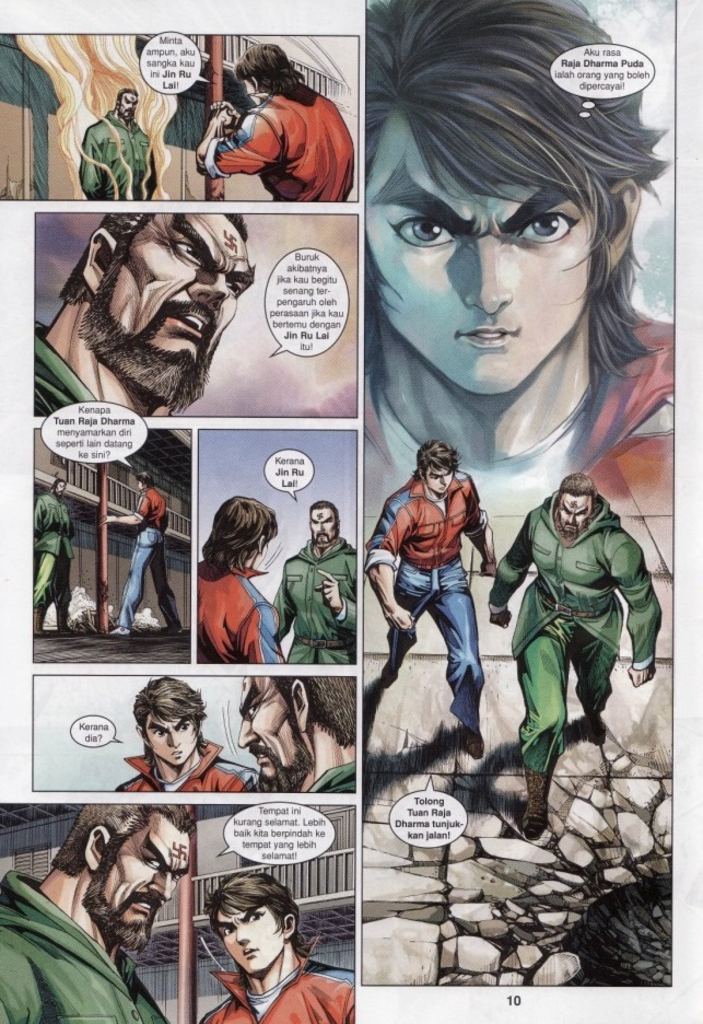 Minta
ampun, aku
sangka kau
ini Jin Ru
Lai!
Buruk
akibatnya
jika kau begitu
senang ter-
pengaruh oleh
perasaan jika kau
bertemu dengan
Jin Ru Lai
itu!
Kenapa
Tuan Raja Dharma
menyamarkan diri
seperti lain datang
ke sini?
Kerana
Jin Ru
Lai!
Kerana
dia?
Tempat ini
kurang selamat. Lebih
baik kita berpindah ke
tempat yang lebih
selamat!
Aku rasa
Raja Dharma Puda
ialah orang yang boleh
dipercayai!
Tolong
Tuan Raja
Dharma tunjuk-
kan jalan!
10